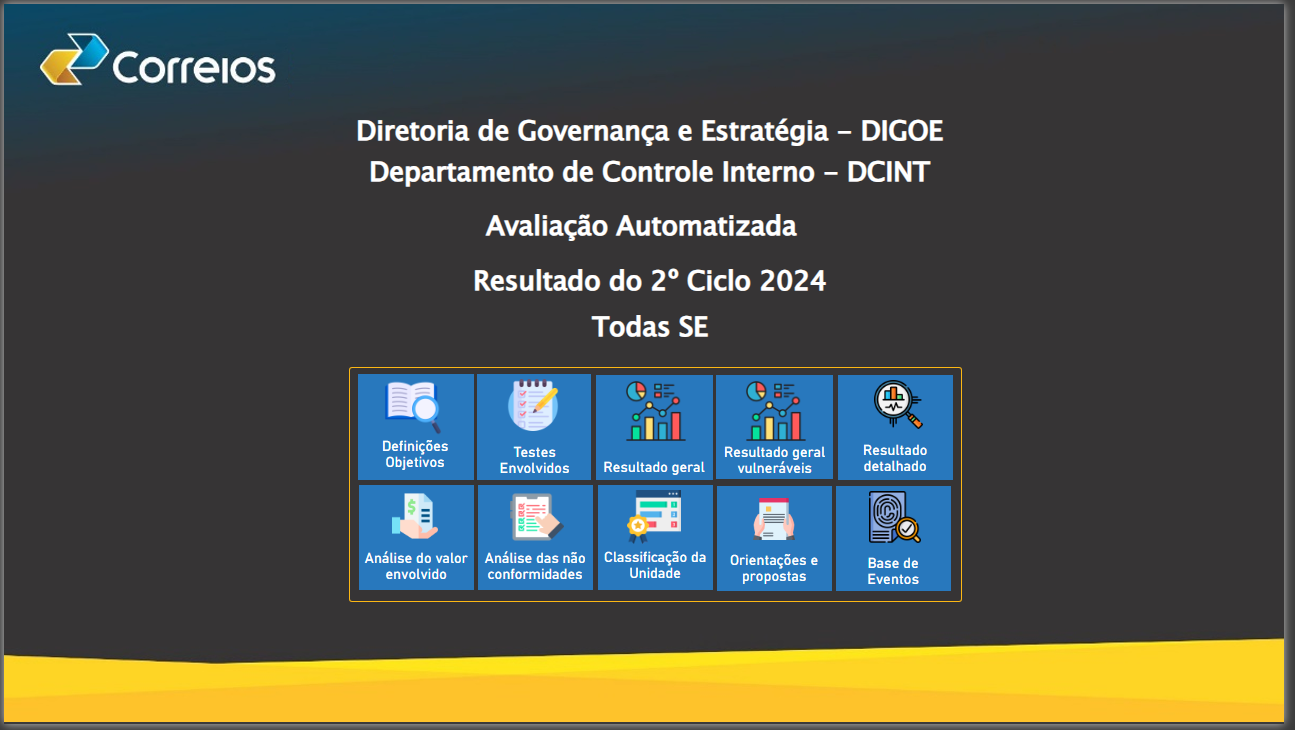 Correios
Diretoria de Governança e Estratégia – DIGOE
Departamento de Controle Interno – DCINT
Avaliação Automatizada
Resultado do 2º Ciclo 2024
Todas SE
Definições
Objetivos
Testes
Envolvidos
Resultado geral
Resultado geral
vulneráveis
Resultado
detalhado
Análise do valor
envolvido
Análise das não
conformidades
Classificação da
Unidade
Orientações e
propostas
Base de
Eventos